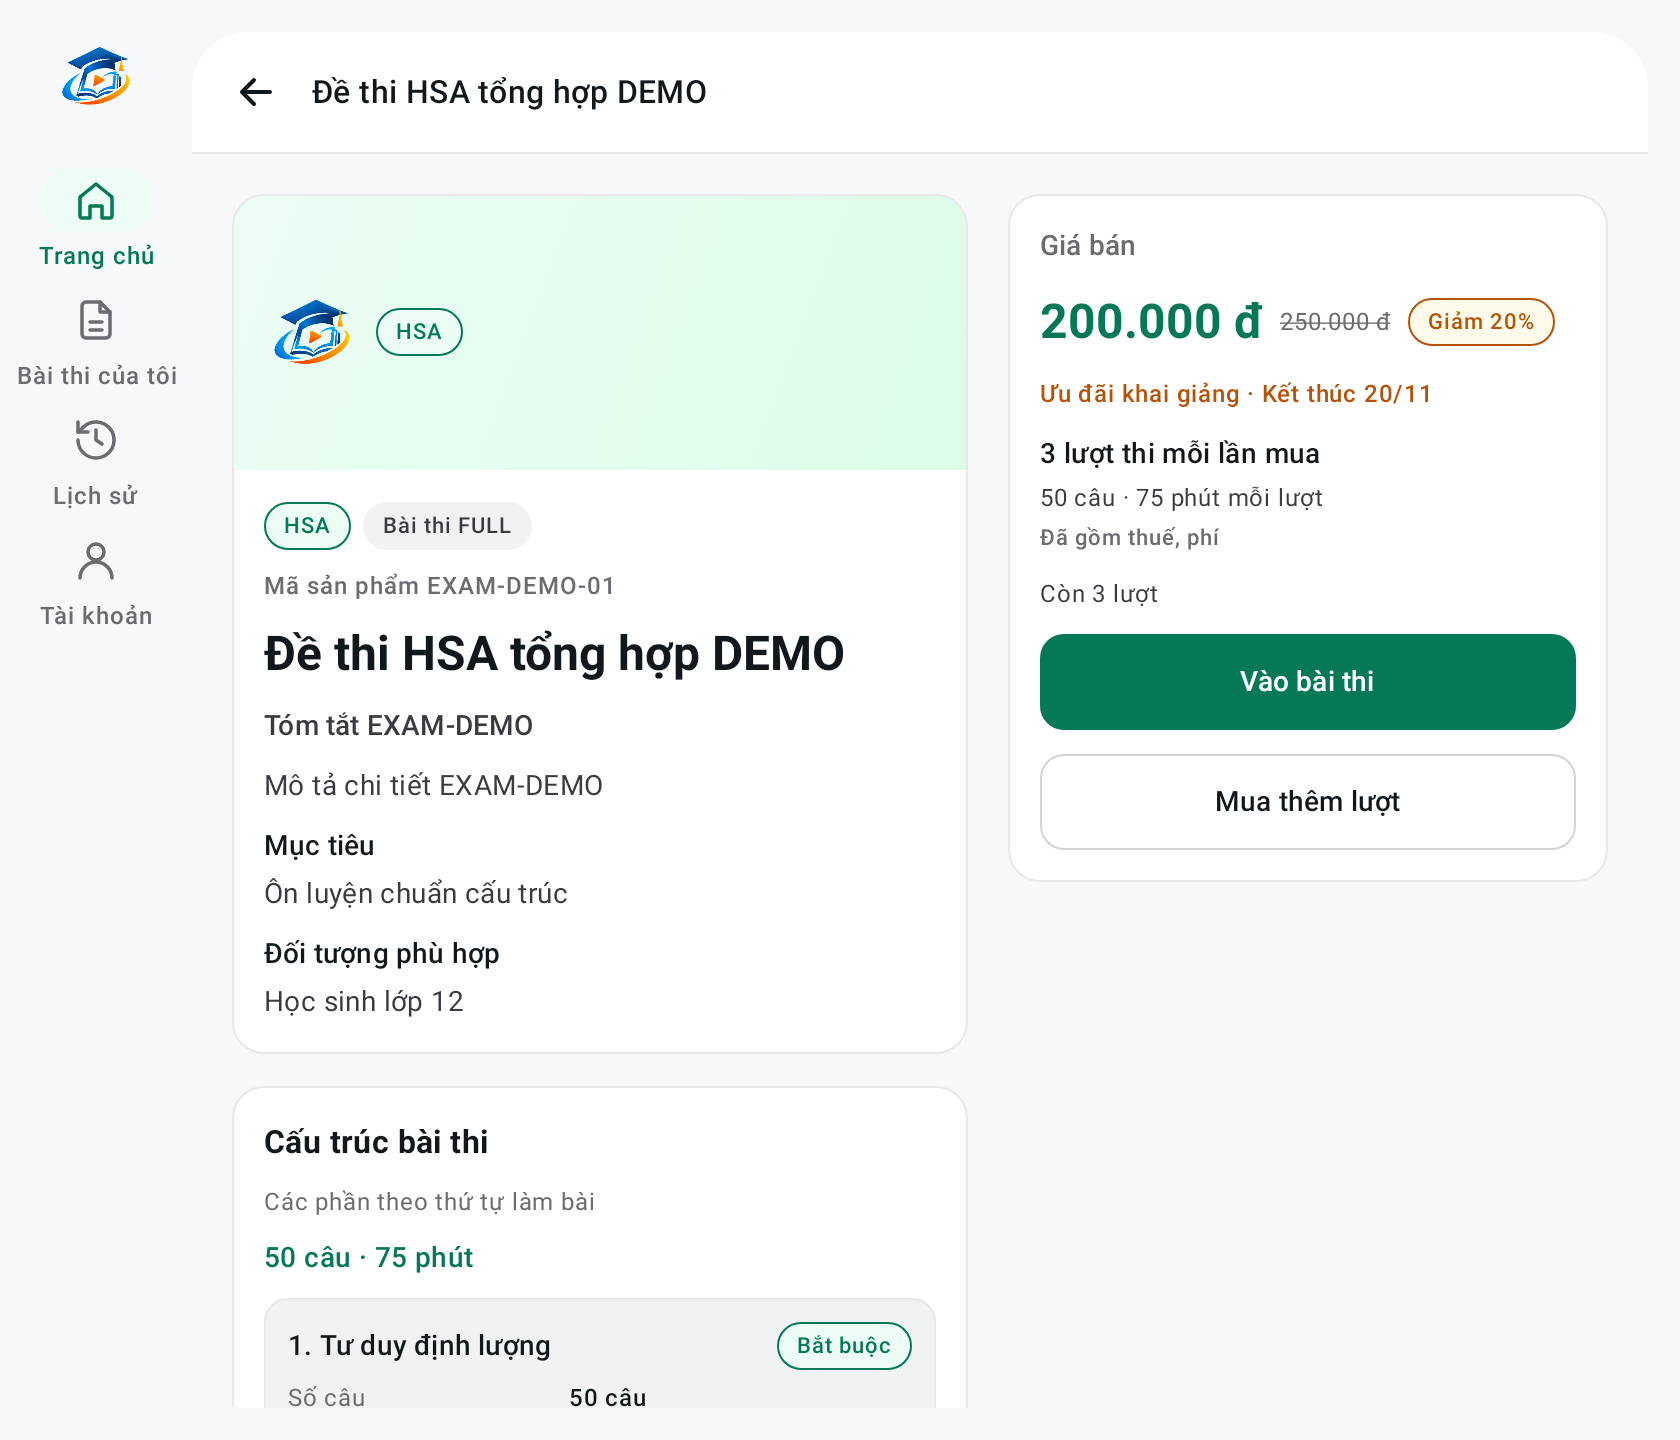 Đề thi HSA tổng hợp DEMO
Trang chủ
Bài thi của tôi
Lịch sử
Tài khoản
HSA
HSA
Bài thi FULL
Mã sản phẩm EXAM-DEMO-01
Đề thi HSA tổng hợp DEMO
Tóm tắt EXAM-DEMO
Mô tả chi tiết EXAM-DEMO
Mục tiêu
Ôn luyện chuẩn cấu trúc
Đối tượng phù hợp
Học sinh lớp 12
Cấu trúc bài thi
Các phần theo thứ tự làm bài
50 câu · 75 phút
1. Tư duy định lượng
Bắt buộc
Số câu
50 câu
Giá bán
200.000 đ
250.000 đ
Giảm 20%
Ưu đãi khai giảng · Kết thúc 20/11
3 lượt thi mỗi lần mua
50 câu · 75 phút mỗi lượt
Đã gồm thuế, phí
Còn 3 lượt
Vào bài thi
Mua thêm lượt